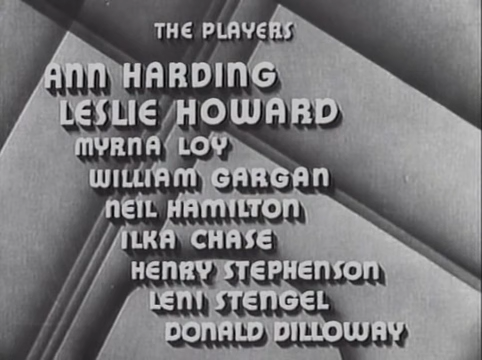 THE PLAYERS
ANN HARDING
LESLIE HOWARD
MYRNA LOY
WILLIAM GARGAN
NEIL HAMILTON
ILKA CHASE
HENRY STEPHENSON
LENI STENGEL
DONALD DILLOWAY